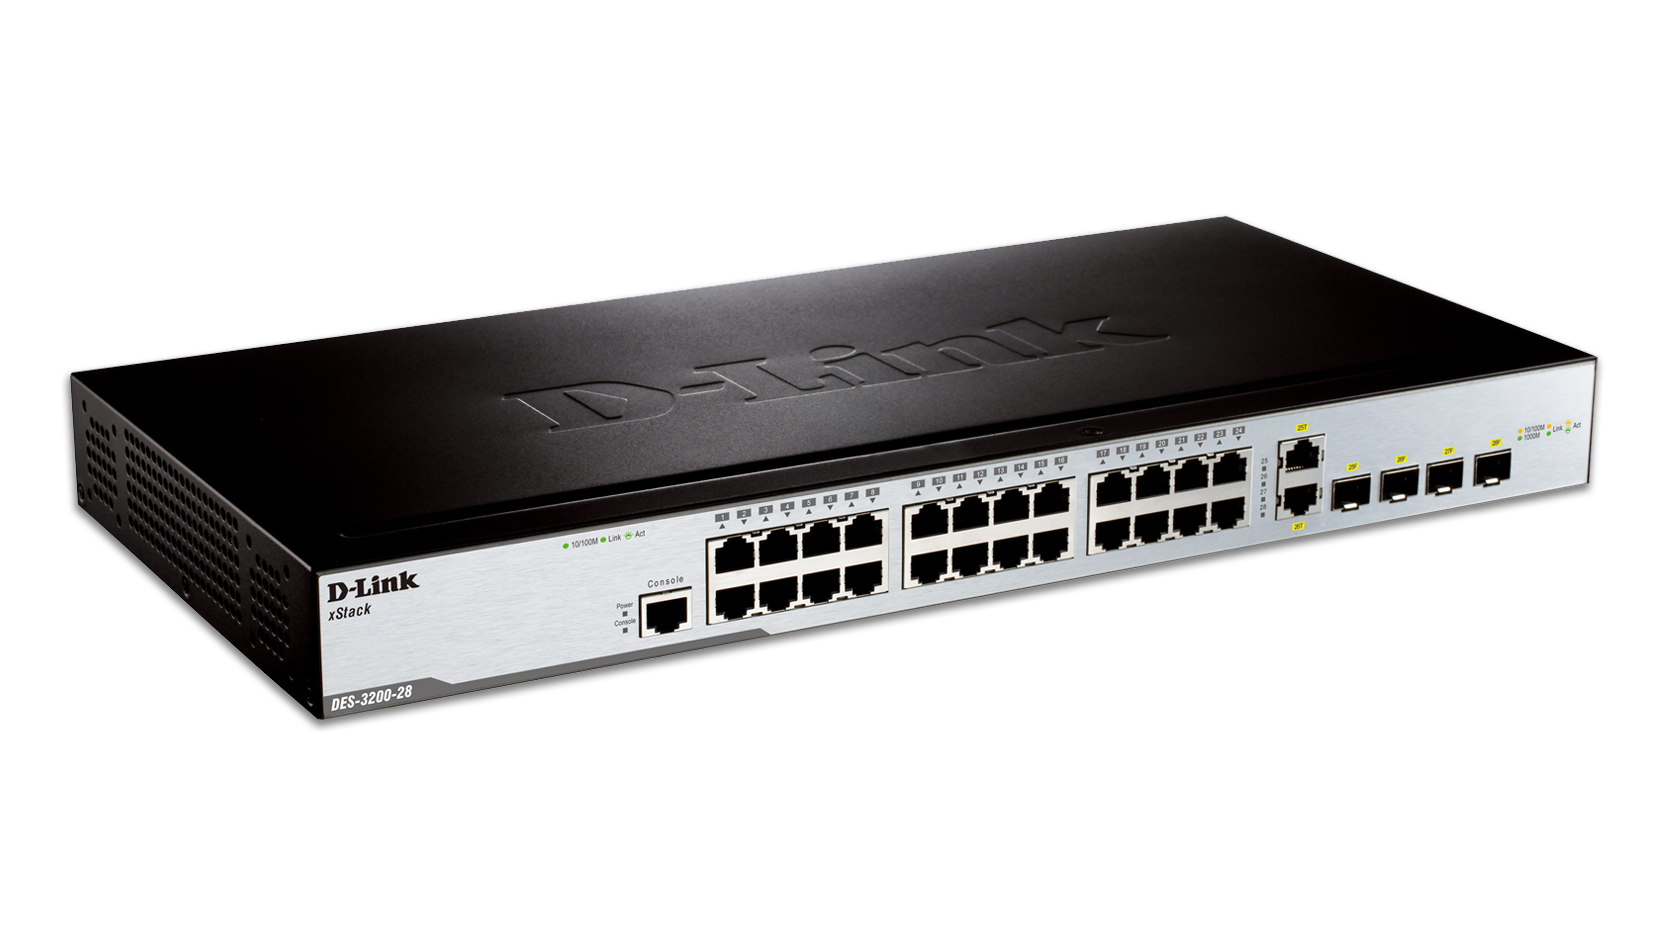 D-Link
D-Link
xStack
DES-3200-28
10/100M Link Act
Console
Power
Console
1 2 3 4 5 6 7 8
9 10 11 12 13 14 15 16
17 18 19 20 21 22 23 24
25
26
27
28
25T
26T
25F
26F
27F
28F
10/100M
1000M
Link Act